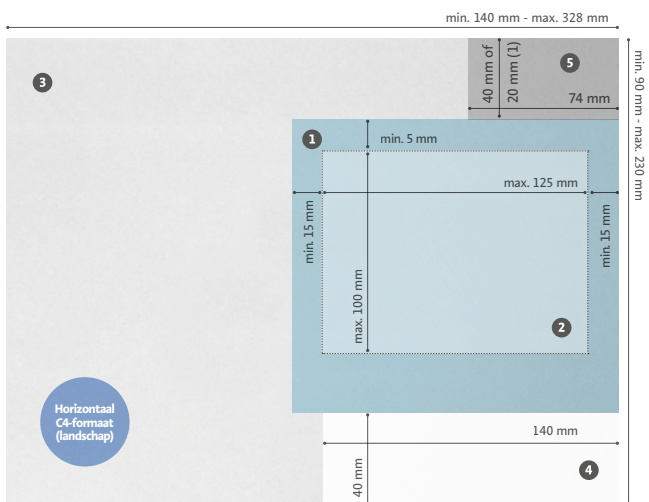 min. 140 mm - max. 328 mm
3
40 mm of
20 mm (1)
5
74 mm
min. 90 mm - max. 230 mm
1
min. 5 mm
max. 125 mm
min. 15 mm
min. 15 mm
max. 100 mm
2
Horizontaal
C4-formaat
(landschap)
140 mm
40 mm
4